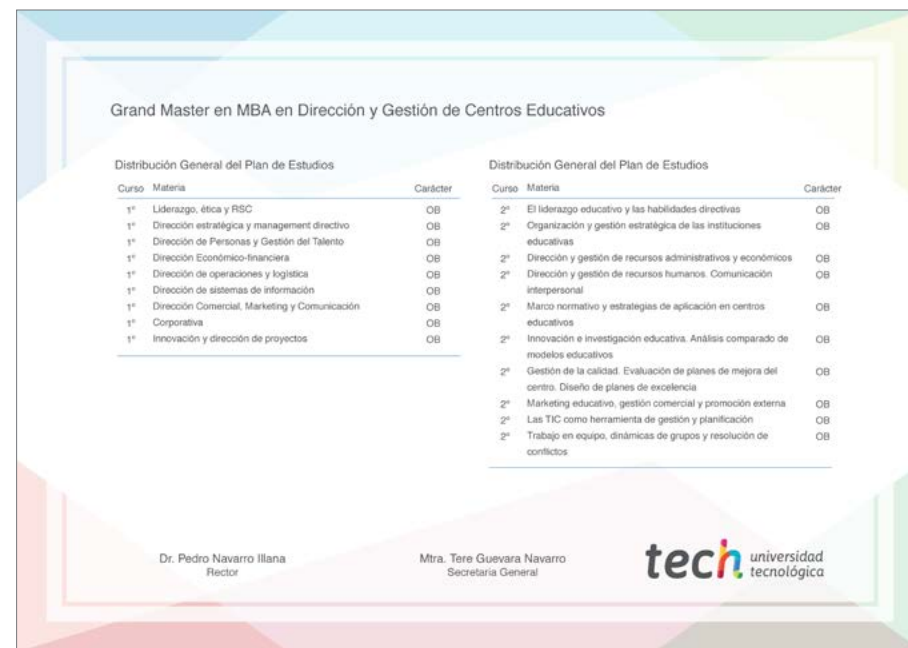 Grand Master en MBA en Dirección y Gestión de Centros Educativos
Distribución General del Plan de Estudios
Curso Materia Carácter
1º Liderazgo, ética y RSC OB
1º Dirección estratégica y management directivo OB
1º Dirección de Personas y Gestión del Talento OB
1º Dirección Económico-financiera OB
1º Dirección de operaciones y logística OB
1º Dirección de sistemas de información OB
1º Dirección Comercial, Marketing y Comunicación OB
1º Corporativa OB
1º Innovación y dirección de proyectos OB
Distribución General del Plan de Estudios
Curso Materia Carácter
2º El liderazgo educativo y las habilidades directivas OB
2º Organización y gestión estratégica de las instituciones OB
educativas
2º Dirección y gestión de recursos administrativos y económicos OB
2º Dirección y gestión de recursos humanos. Comunicación OB
interpersonal
2º Marco normativo y estrategias de aplicación en centros OB
educativos
2º Innovación e investigación educativa. Análisis comparado de OB
modelos educativos
2º Gestión de la calidad. Evaluación de planes de mejora del OB
centro. Diseño de planes de excelencia
2º Marketing educativo, gestión comercial y promoción externa OB
2º Las TIC como herramienta de gestión y planificación OB
2º Trabajo en equipo, dinámicas de grupos y resolución de OB
conflictos
Dr. Pedro Navarro Illana
Rector
Mtra. Tere Guevara Navarro
Secretaria General
tech universidad
tecnológica